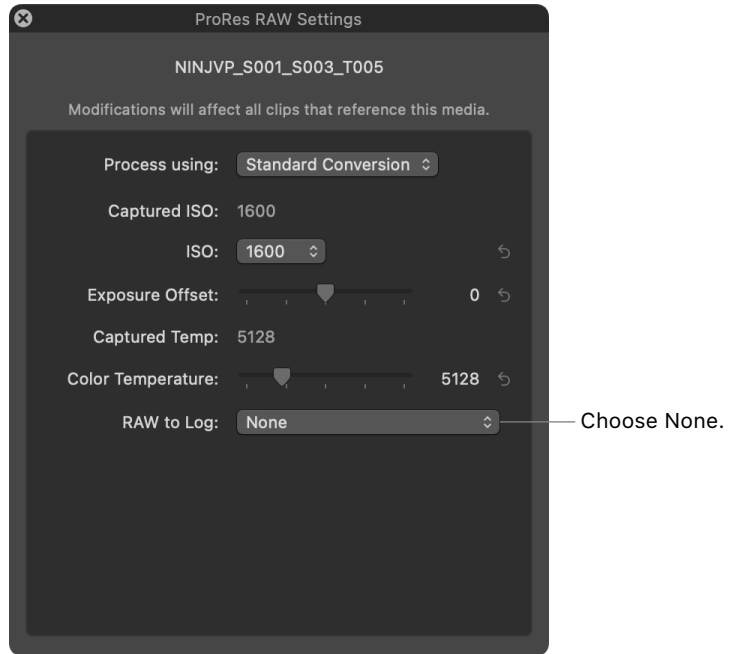 ProRes RAW Settings
NINJVP_S001_S003_T005
Modifications will affect all clips that reference this media.
Process using: Standard Conversion
Captured ISO: 1600
ISO: 1600
Exposure Offset: 0
Captured Temp: 5128
Color Temperature: 5128
RAW to Log: None
Choose None.